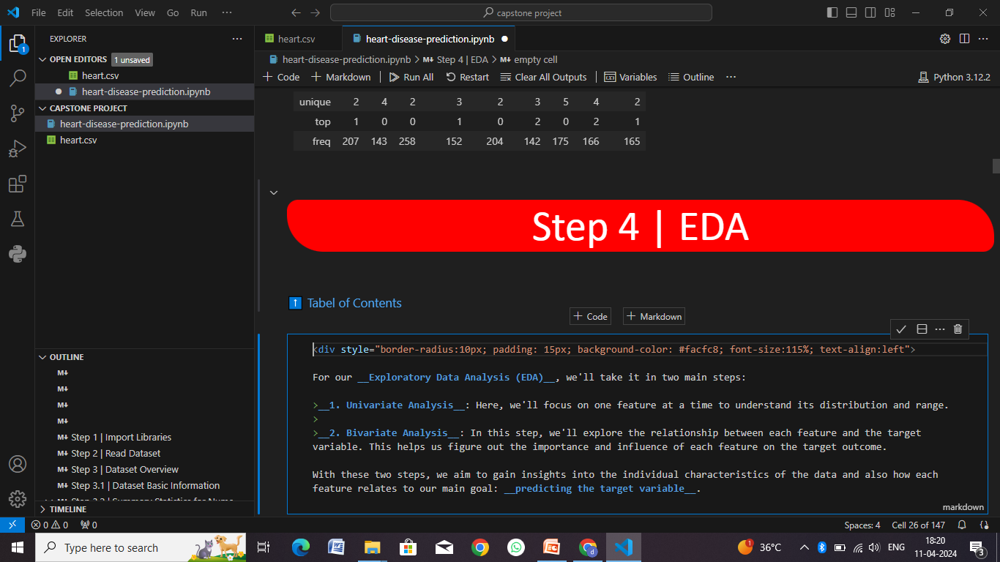 File Edit Selection View Go Run ··· capstone project
EXPLORER ···
OPEN EDITORS 1 unsaved
heart.csv
heart-disease-prediction.ipynb
CAPSTONE PROJECT
heart-disease-prediction.ipynb
heart.csv
OUTLINE
M↓
M↓
M↓
M↓
M↓ Step 1 | Import Libraries
M↓ Step 2 | Read Dataset
M↓ Step 3 | Dataset Overview
M↓ Step 3.1 | Dataset Basic Information
TIMELINE
heart.csv heart-disease-prediction.ipynb
heart-disease-prediction.ipynb > M↓ Step 4 | EDA > M↓ empty cell
+ Code + Markdown Run All Restart Clear All Outputs Variables Outline ··· Python 3.12.2
unique 2 4 2 3 2 3 5 4 2
top 1 0 0 1 0 2 0 2 1
freq 207 143 258 152 204 142 175 166 165
Step 4 | EDA
↑ Tabel of Contents
+ Code + Markdown
<div style="border-radius:10px; padding: 15px; background-color: #facfc8; font-size:115%; text-align:left">
For our __Exploratory Data Analysis (EDA)__, we'll take it in two main steps:
>__1. Univariate Analysis__: Here, we'll focus on one feature at a time to understand its distribution and range.
>
>__2. Bivariate Analysis__: In this step, we'll explore the relationship between each feature and the target
variable. This helps us figure out the importance and influence of each feature on the target outcome.
With these two steps, we aim to gain insights into the individual characteristics of the data and also how each
feature relates to our main goal: __predicting the target variable__.
markdown
0 0 0 Spaces: 4 Cell 26 of 147
Type here to search 36°C ENG 18:20
11-04-2024 3